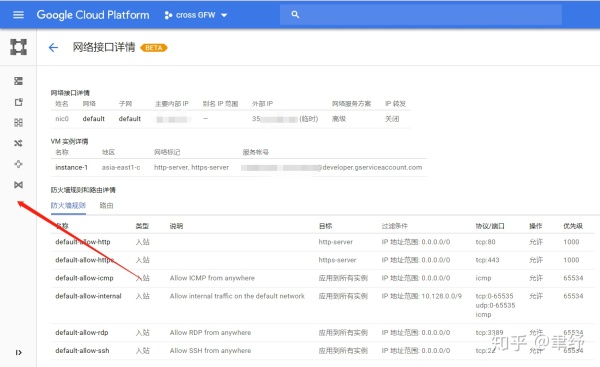 Google Cloud Platform cross GFW
网络接口详情 BETA
网络接口详情
姓名 网络 子网 主要内部 IP 别名 IP 范围 外部 IP 网络服务方案 IP 转发
nic0 default default — 35 (临时) 高级 关闭
VM 实例详情
名称 地区 网络标记 服务帐号
instance-1 asia-east1-c http-server, https-server @developer.gserviceaccount.com
防火墙规则和路由详情
防火墙规则 路由
名称 类型 说明 目标 过滤条件 协议/端口 操作 优先级
default-allow-http 入站 http-server IP 地址范围: 0.0.0.0/0 tcp:80 允许 1000
default-allow-https 入站 https-server IP 地址范围: 0.0.0.0/0 tcp:443 允许 1000
default-allow-icmp 入站 Allow ICMP from anywhere 应用到所有实例 IP 地址范围: 0.0.0.0/0 icmp 允许 65534
default-allow-internal 入站 Allow internal traffic on the default network 应用到所有实例 IP 地址范围: 10.128.0.0/9 tcp:0-65535 允许 65534
udp:0-65535
icmp
default-allow-rdp 入站 Allow RDP from anywhere 应用到所有实例 IP 地址范围: 0.0.0.0/0 tcp:3389 允许 65534
default-allow-ssh 入站 Allow SSH from anywhere 应用到所有实例 IP 地址范围: 0.0.0.0/0 tcp:22 允许 65534
知乎 @聿纾